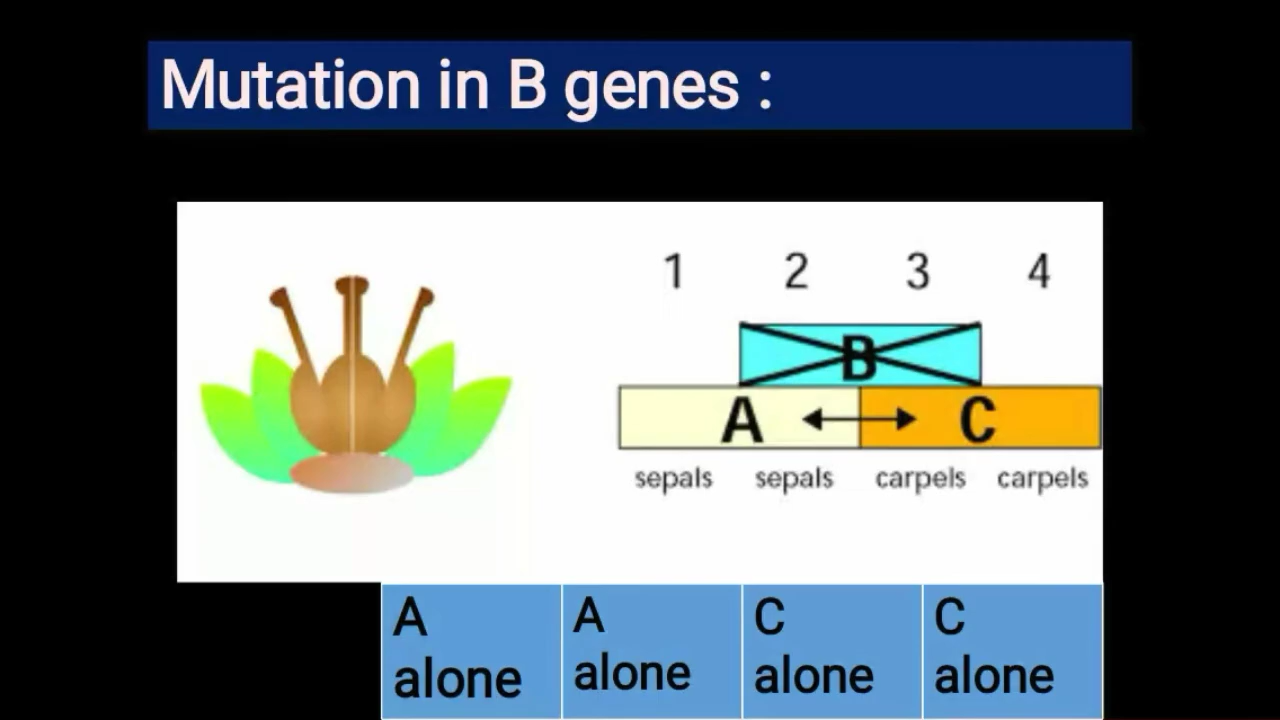 Mutation in B genes :
1 2 3 4
B
A C
sepals sepals carpels carpels
A alone
A alone
C alone
C alone